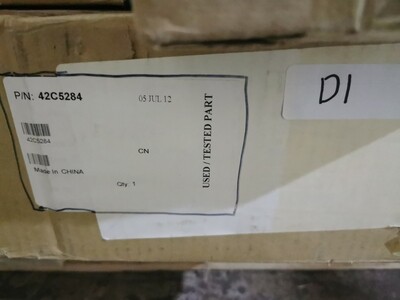 P/N: 42C5284
05 JUL 12
42C5284
CN
Made In CHINA
Qty: 1
USED / TESTED PART
D1